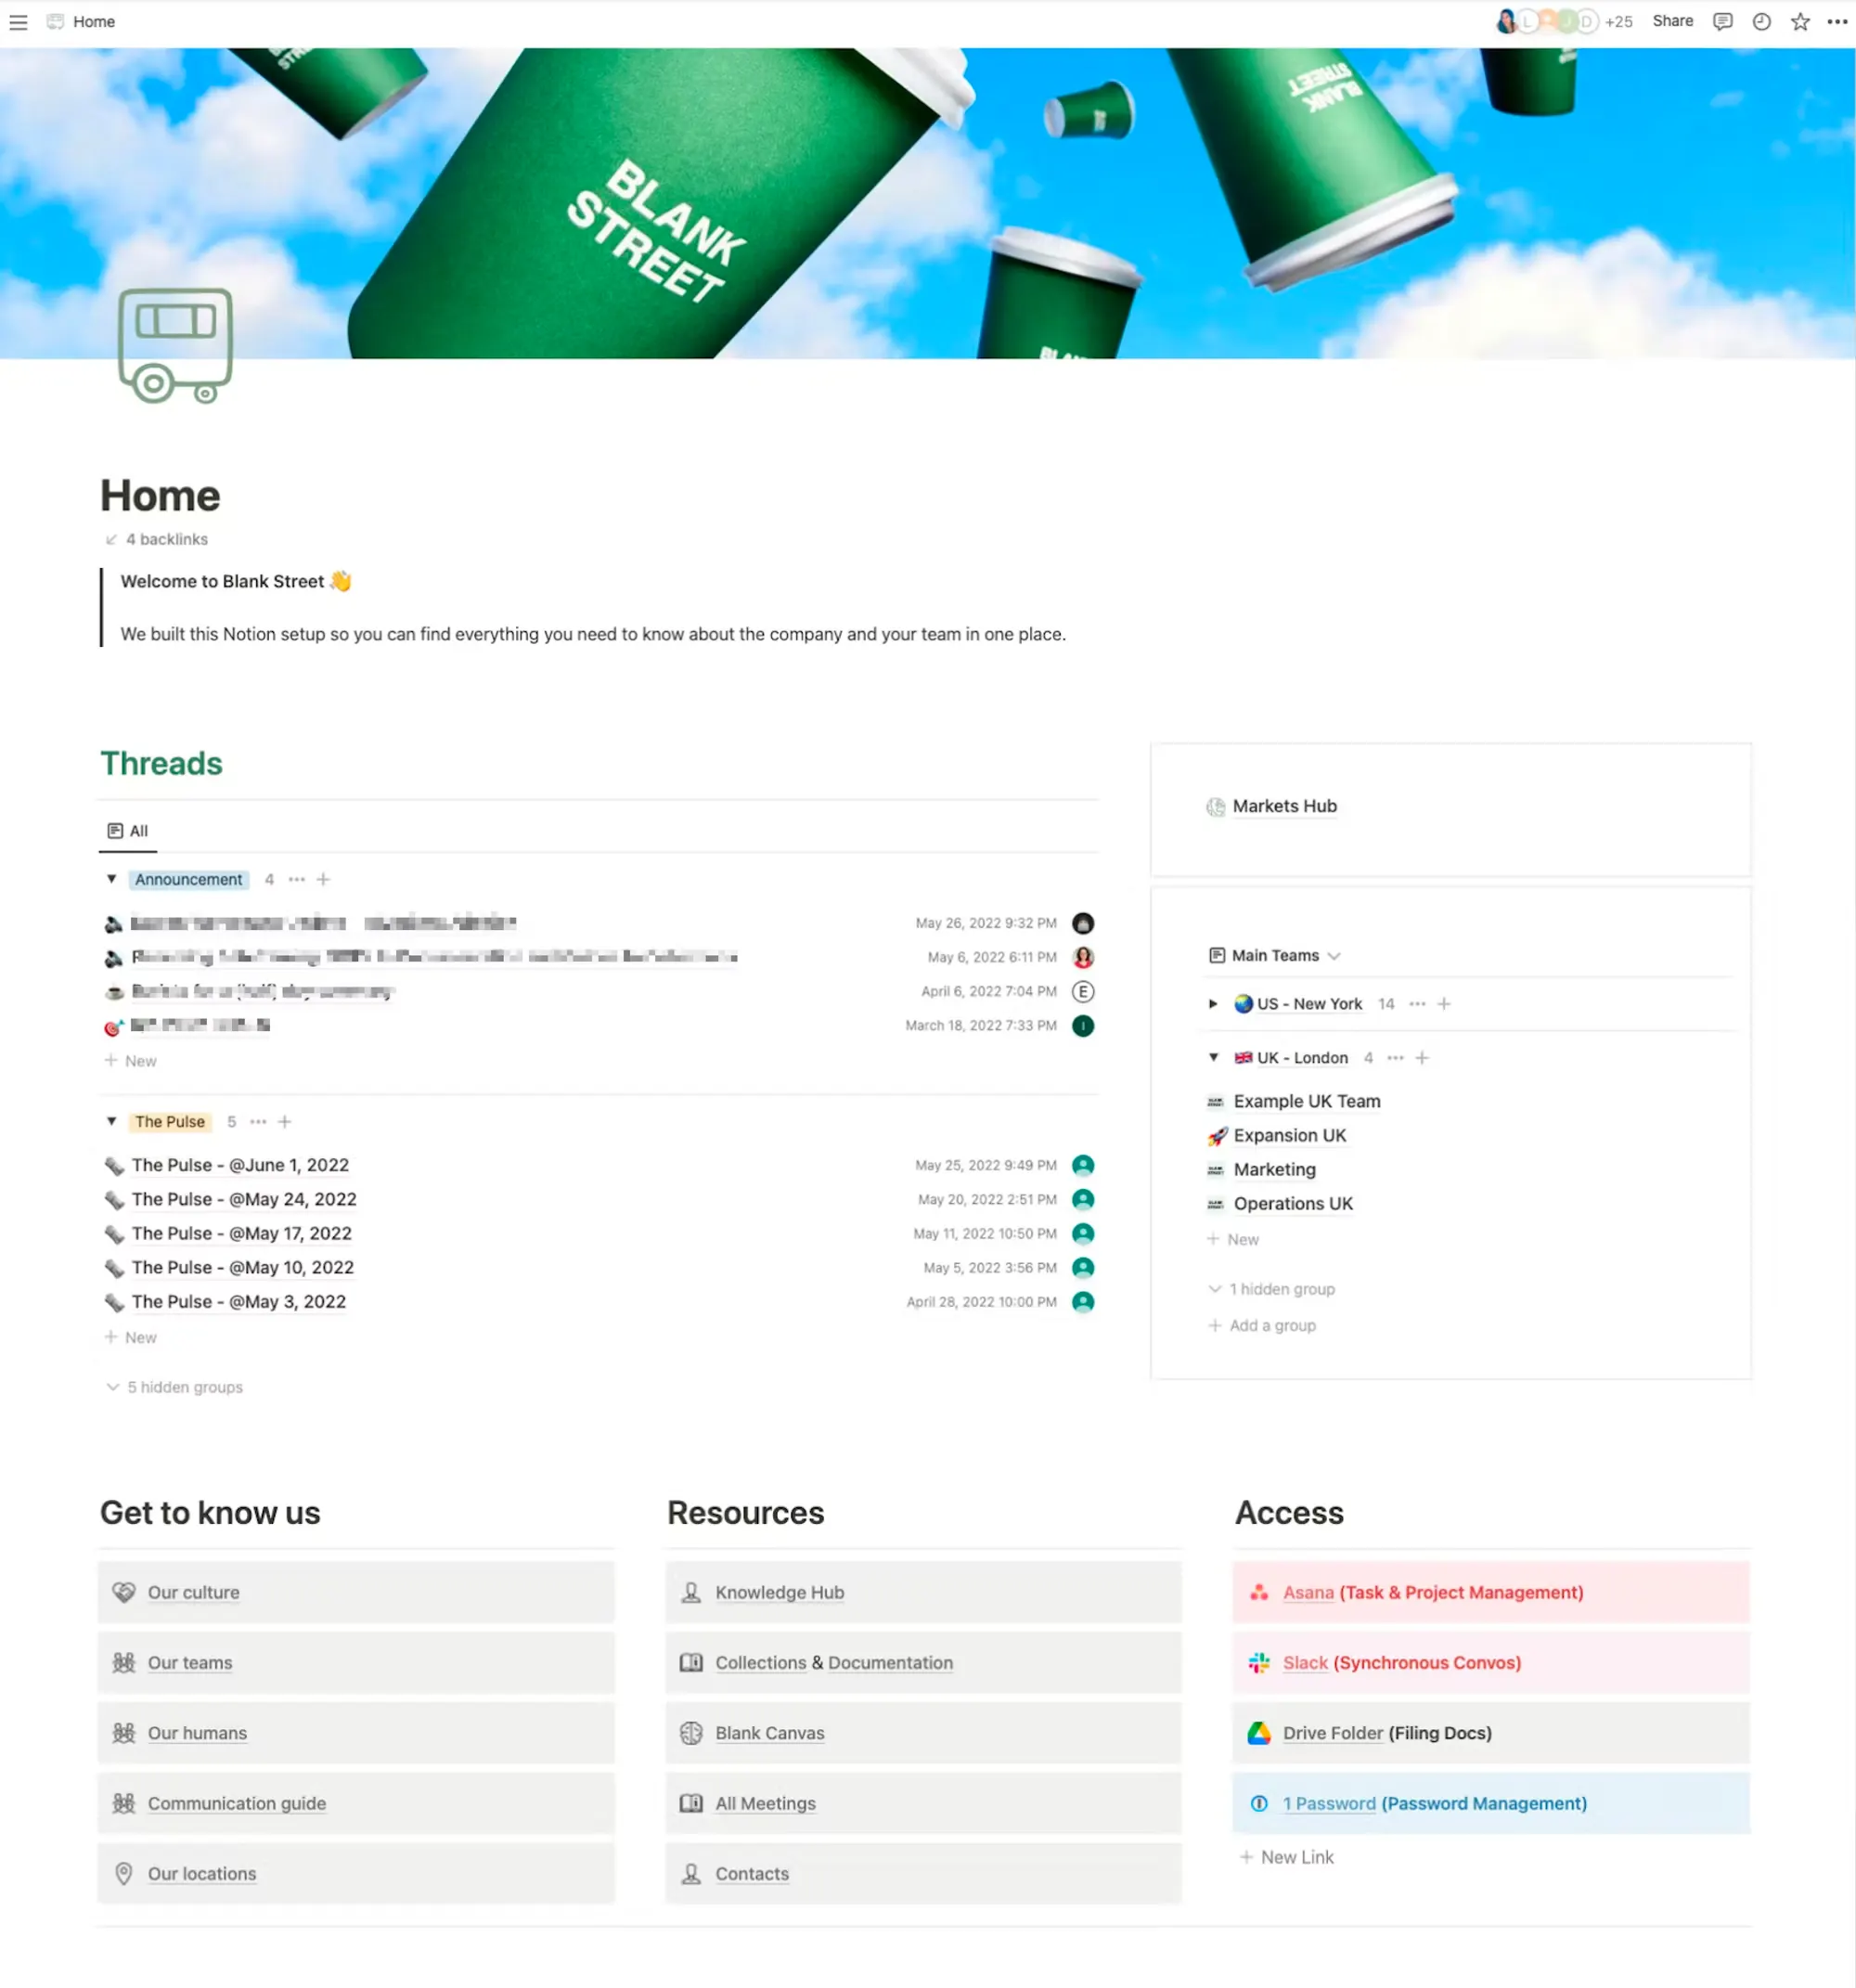 Home
L J D +25 Share
BLANK
STREET
BLANK
STREET
Home
4 backlinks
Welcome to Blank Street 👋
We built this Notion setup so you can find everything you need to know about the company and your team in one place.
Threads
All
Announcement 4
May 26, 2022 9:32 PM
May 6, 2022 6:11 PM
April 6, 2022 7:04 PM E
March 18, 2022 7:33 PM I
+ New
The Pulse 5
The Pulse - @June 1, 2022 May 25, 2022 9:49 PM
The Pulse - @May 24, 2022 May 20, 2022 2:51 PM
The Pulse - @May 17, 2022 May 11, 2022 10:50 PM
The Pulse - @May 10, 2022 May 5, 2022 3:56 PM
The Pulse - @May 3, 2022 April 28, 2022 10:00 PM
+ New
5 hidden groups
Markets Hub
Main Teams
US - New York 14
UK - London 4
Example UK Team
Expansion UK
Marketing
Operations UK
+ New
1 hidden group
+ Add a group
Get to know us
Our culture
Our teams
Our humans
Communication guide
Our locations
Resources
Knowledge Hub
Collections & Documentation
Blank Canvas
All Meetings
Contacts
Access
Asana (Task & Project Management)
Slack (Synchronous Convos)
Drive Folder (Filing Docs)
1 Password (Password Management)
+ New Link